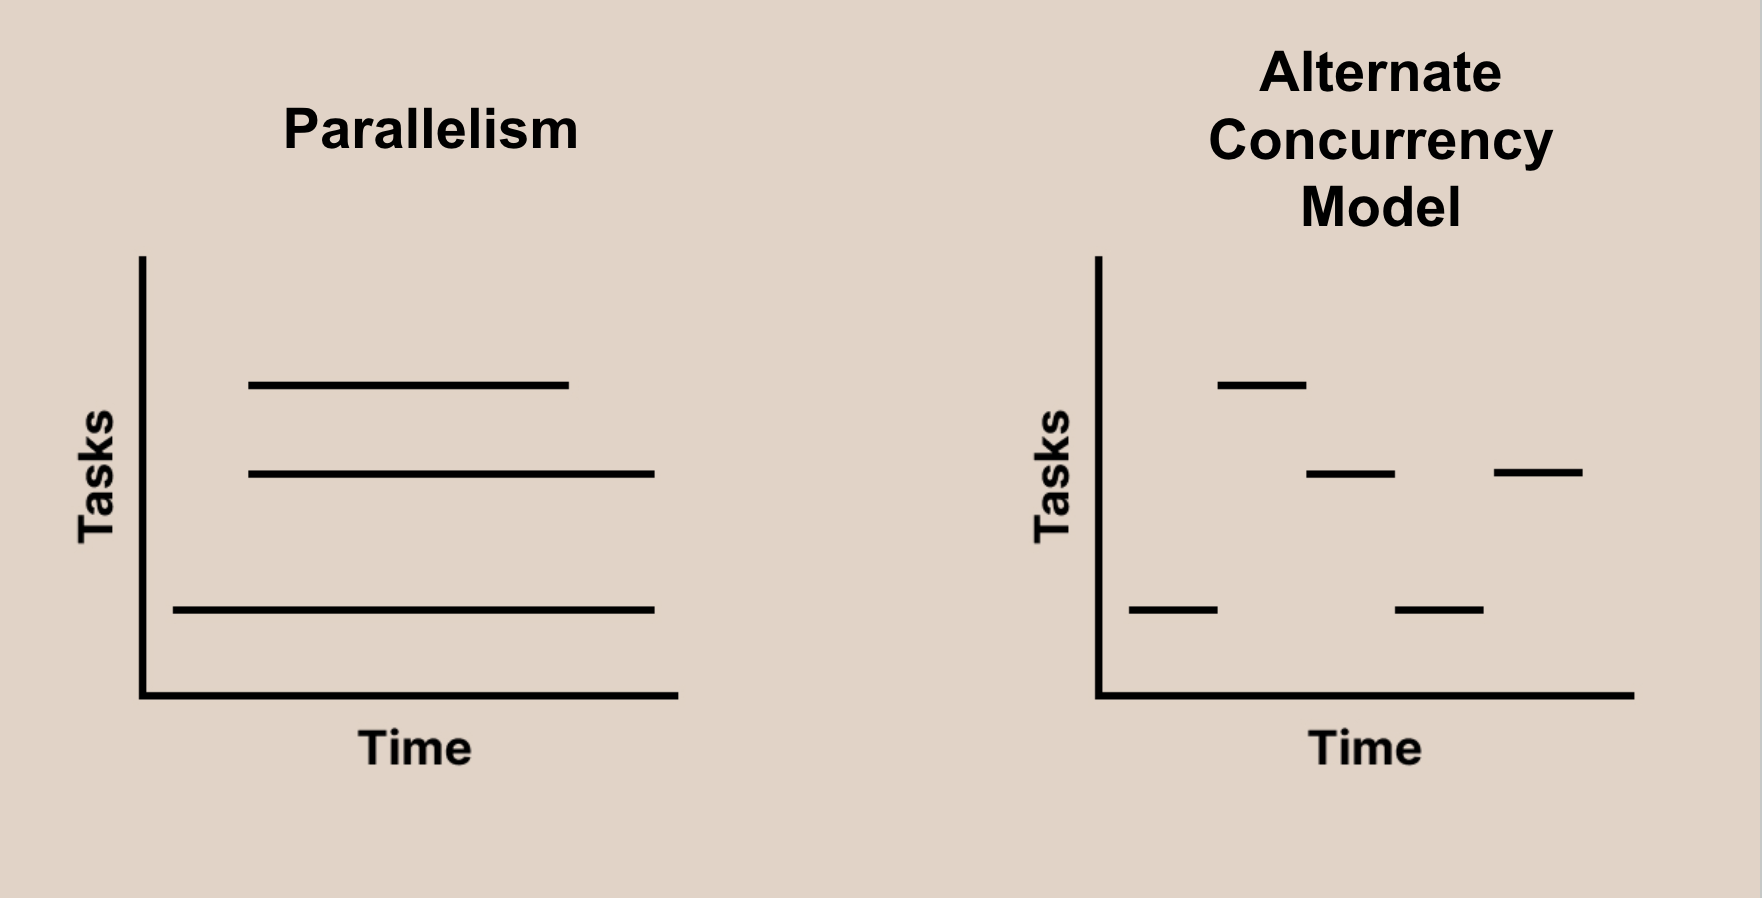 Parallelism
Tasks
Time
Alternate
Concurrency
Model
Tasks
Time